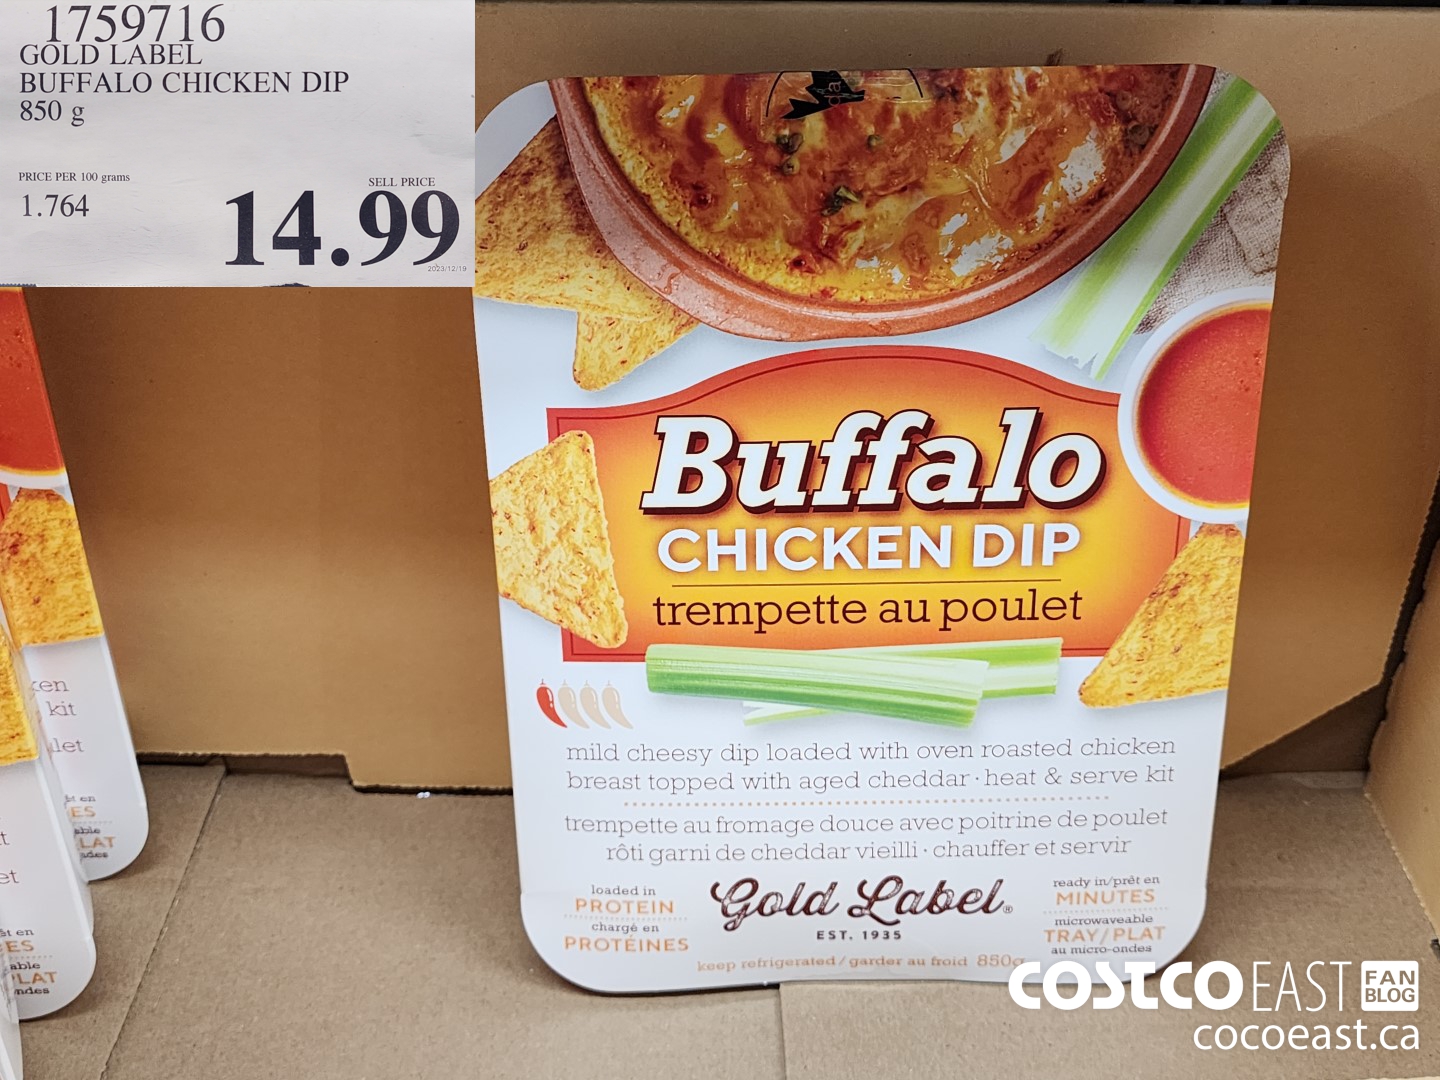 1759716
GOLD LABEL
BUFFALO CHICKEN DIP
850 g
PRICE PER 100 grams
1.764
SELL PRICE
14.99
2023/12/19
Buffalo
CHICKEN DIP
trempette au poulet
mild cheesy dip loaded with oven roasted chicken
breast topped with aged cheddar · heat & serve kit
trempette au fromage douce avec poitrine de poulet
rôti garni de cheddar vieilli · chauffer et servir
loaded in
PROTEIN
chargé en
PROTÉINES
Gold Label®
EST. 1935
ready in/prêt en
MINUTES
microwaveable
TRAY/PLAT
au micro-ondes
keep refrigerated / garder au froid 850g
kit
COSTCO EAST FAN BLOG
cocoeast.ca